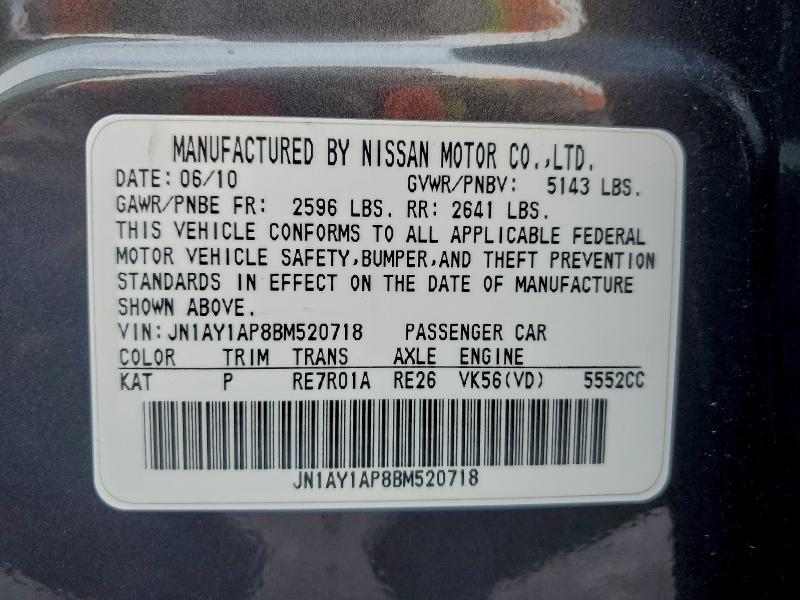 MANUFACTURED BY NISSAN MOTOR CO.,LTD.
DATE: 06/10 GVWR/PNBV: 5143 LBS.
GAWR/PNBE FR: 2596 LBS. RR: 2641 LBS.
THIS VEHICLE CONFORMS TO ALL APPLICABLE FEDERAL
MOTOR VEHICLE SAFETY,BUMPER,AND THEFT PREVENTION
STANDARDS IN EFFECT ON THE DATE OF MANUFACTURE
SHOWN ABOVE.
VIN:JN1AY1AP8BM520718 PASSENGER CAR
COLOR TRIM TRANS AXLE ENGINE
KAT P RE7R01A RE26 VK56(VD) 5552CC
JN1AY1AP8BM520718